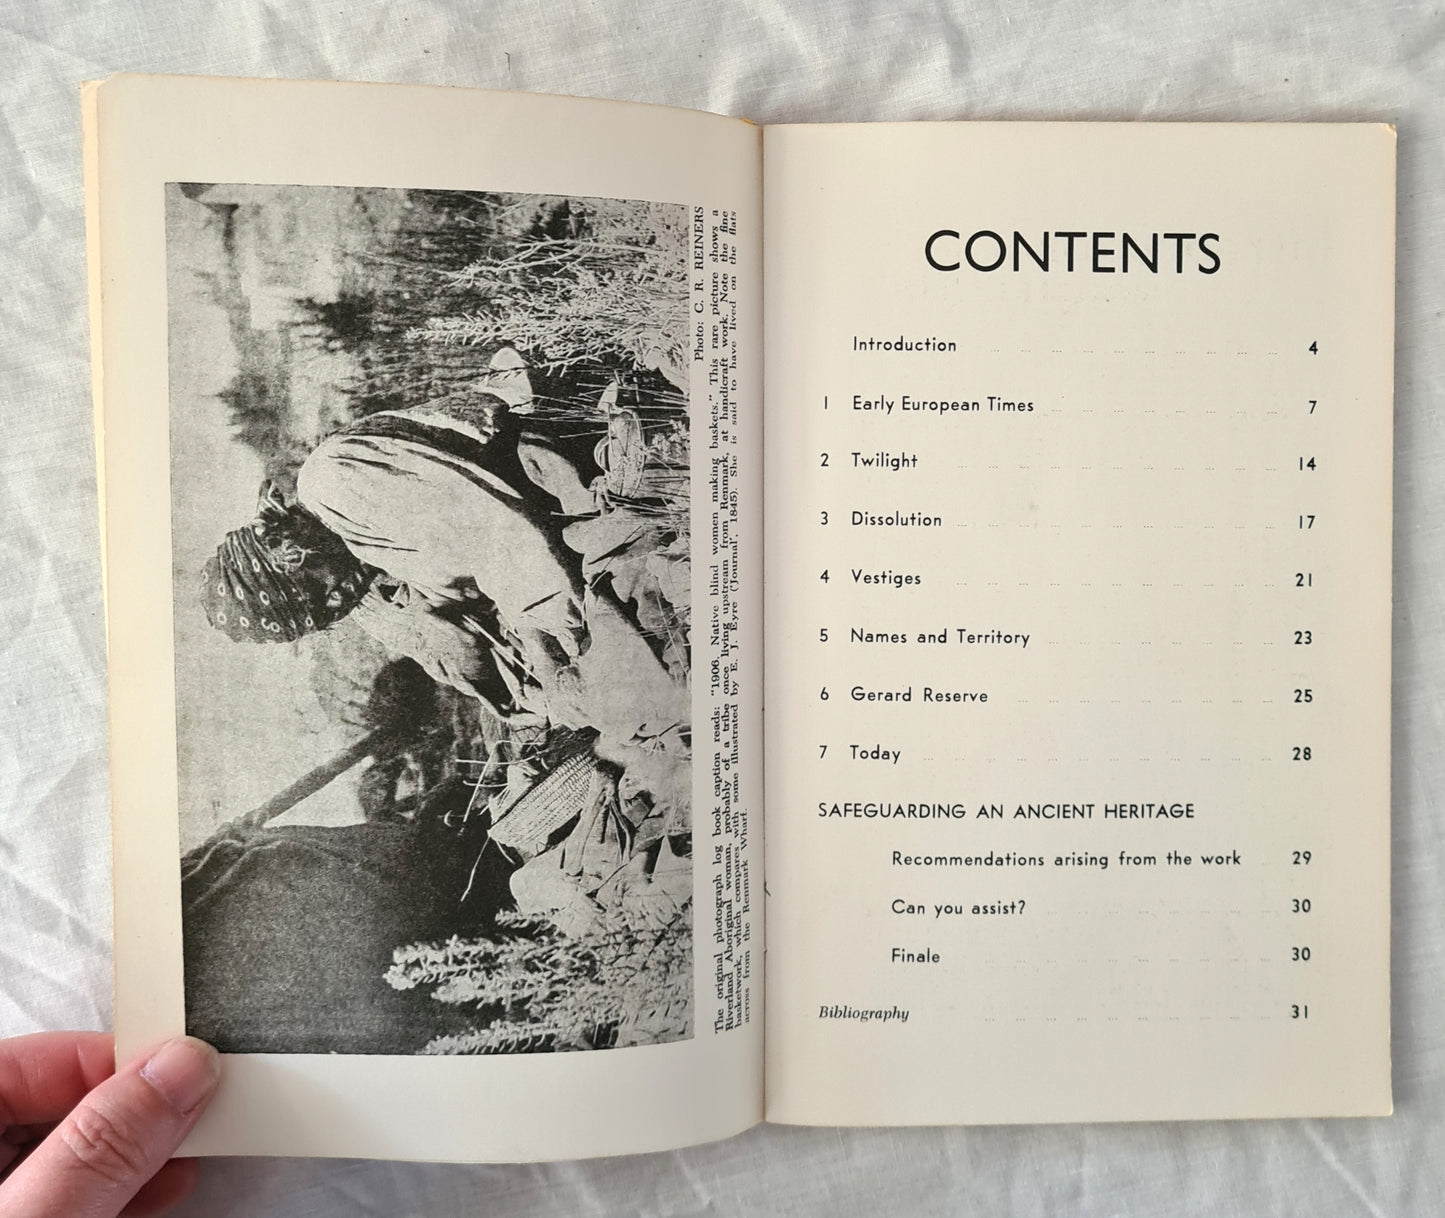 Photo: C. R. REINERS
The original photograph log book caption reads: "1906. Native blind women making baskets." This rare picture shows a
Riverland Aboriginal woman, probably of a tribe once living upstream from Renmark, at handicraft work. Note the fine
basketwork, which compares with some illustrated by E. J. Eyre ('Journal', 1845). She is said to have lived on the flats
across from the Renmark Wharf.
CONTENTS
Introduction 4
1 Early European Times 7
2 Twilight 14
3 Dissolution 17
4 Vestiges 21
5 Names and Territory 23
6 Gerard Reserve 25
7 Today 28
SAFEGUARDING AN ANCIENT HERITAGE
Recommendations arising from the work 29
Can you assist? 30
Finale 30
Bibliography 31